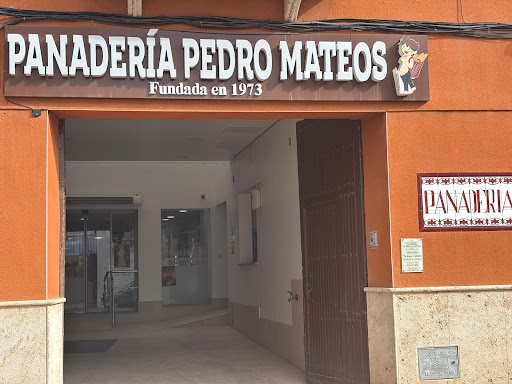 PANADERÍA PEDRO MATEOS
Fundada en 1973
PANADERIA